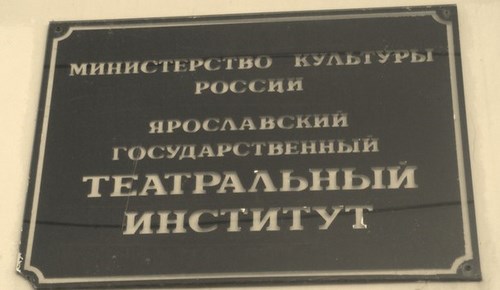 МИНИСТЕРСТВО КУЛЬТУРЫ
РОССИИ
ЯРОСЛАВСКИЙ
ГОСУДАРСТВЕННЫЙ
ТЕАТРАЛЬНЫЙ
ИНСТИТУТ